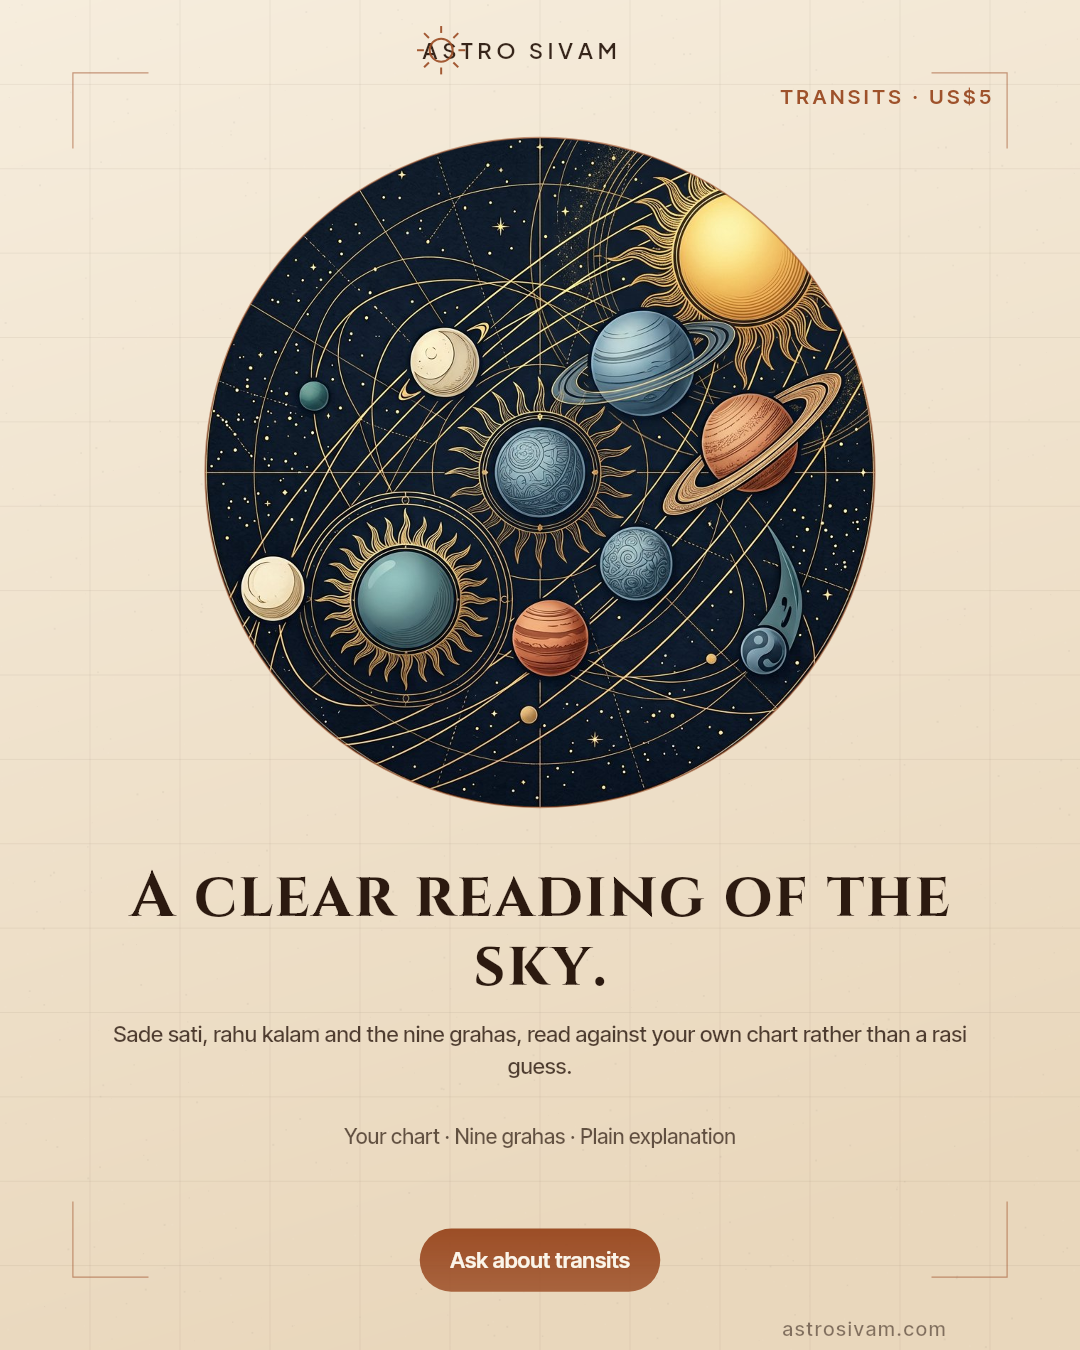 ASTRO SIVAM
TRANSITS · US$5
A CLEAR READING OF THE
SKY.
Sade sati, rahu kalam and the nine grahas, read against your own chart rather than a rasi
guess.
Your chart · Nine grahas · Plain explanation
Ask about transits
astrosivam.com